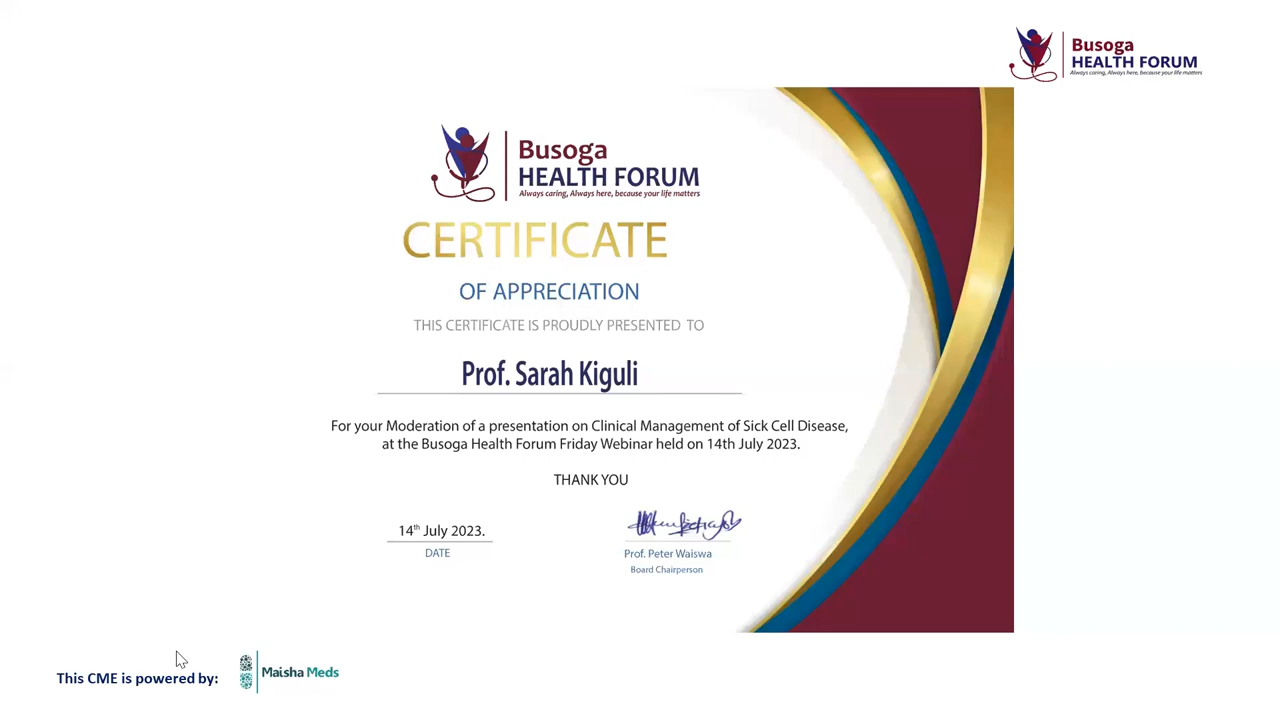 Busoga
HEALTH FORUM
Always caring, Always here, because your life matters
Busoga
HEALTH FORUM
Always caring, Always here, because your life matters
CERTIFICATE
OF APPRECIATION
THIS CERTIFICATE IS PROUDLY PRESENTED TO
Prof. Sarah Kiguli
For your Moderation of a presentation on Clinical Management of Sick Cell Disease,
at the Busoga Health Forum Friday Webinar held on 14th July 2023.
THANK YOU
14th July 2023.
DATE
Prof. Peter Waiswa
Board Chairperson
This CME is powered by:
Maisha Meds